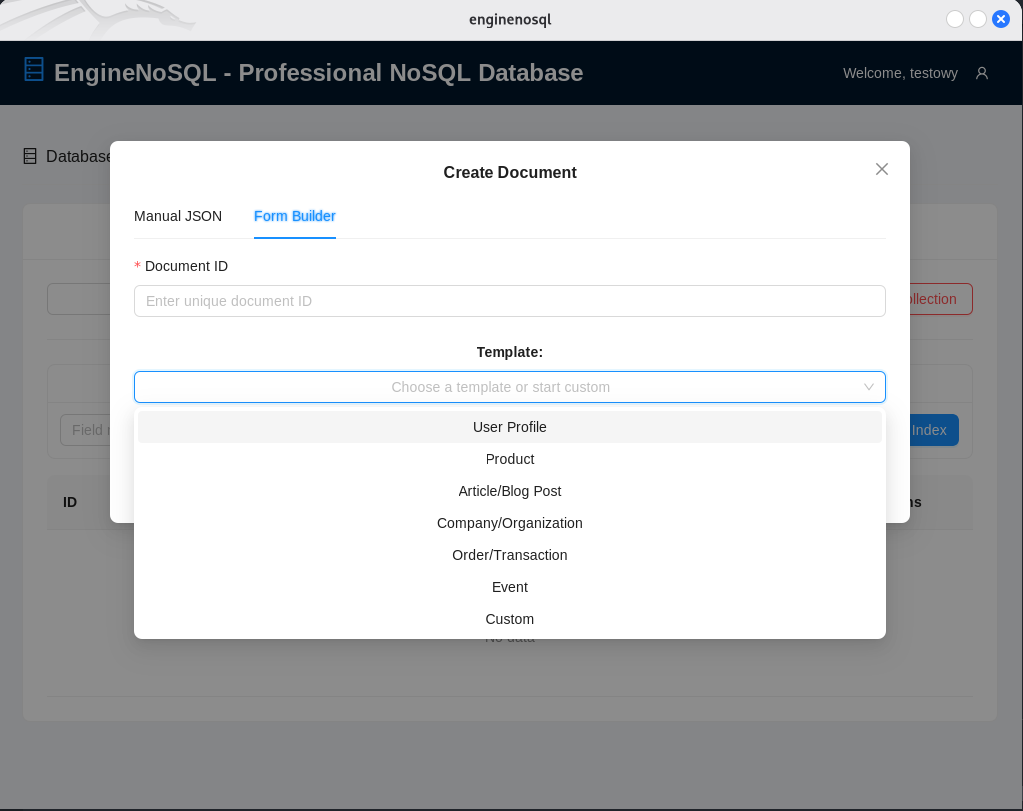 enginenosql
EngineNoSQL - Professional NoSQL Database
Welcome, testowy
Database
Create Document
Manual JSON
Form Builder
* Document ID
Enter unique document ID
Template:
Choose a template or start custom
User Profile
Product
Article/Blog Post
Company/Organization
Order/Transaction
Event
Custom
Field
Index
ID
No data